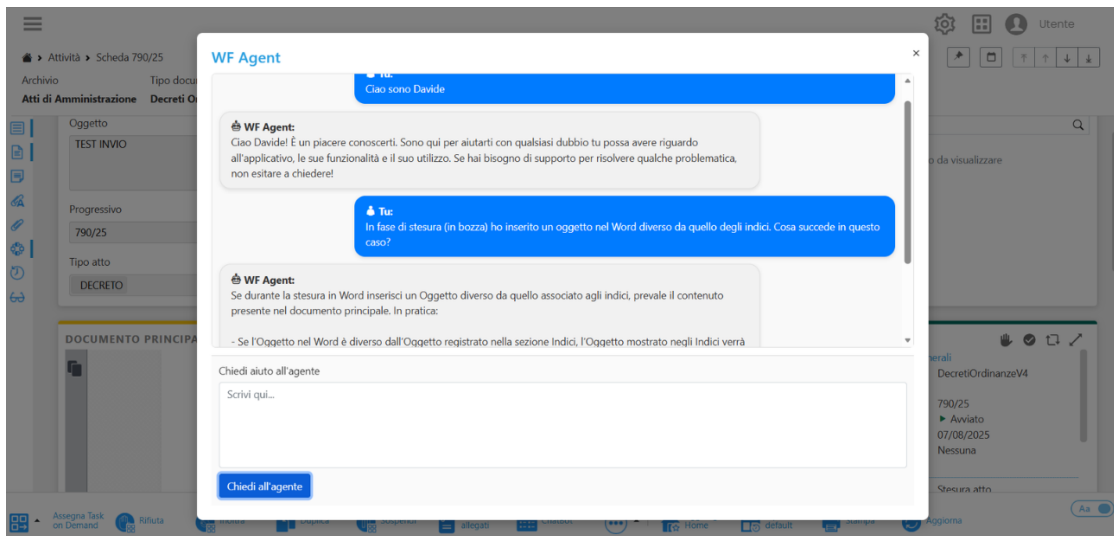 Utente
Attività > Scheda 790/25
Archivio
Tipo docu
Atti di Amministrazione
Decreti O
WF Agent
×
Tu:
Ciao sono Davide
WF Agent:
Ciao Davide! È un piacere conoscerti. Sono qui per aiutarti con qualsiasi dubbio tu possa avere riguardo
all'applicativo, le sue funzionalità e il suo utilizzo. Se hai bisogno di supporto per risolvere qualche problematica,
non esitare a chiedere!
Tu:
In fase di stesura (in bozza) ho inserito un oggetto nel Word diverso da quello degli indici. Cosa succede in questo
caso?
WF Agent:
Se durante la stesura in Word inserisci un Oggetto diverso da quello associato agli indici, prevale il contenuto
presente nel documento principale. In pratica:
- Se l'Oggetto nel Word è diverso dall'Oggetto registrato nella sezione Indici, l'Oggetto mostrato negli Indici verrà
Chiedi aiuto all'agente
Scrivi qui...
Chiedi all'agente
Oggetto
TEST INVIO
Progressivo
790/25
Tipo atto
DECRETO
DOCUMENTO PRINCIPA
o da visualizzare
nerali
DecretiOrdinanzeV4
790/25
Avviato
07/08/2025
Nessuna
Stesura atto
Aa
Assegna Task
on Demand
Rifiuta
Inoltra
Duplica
Sospendi
allegati
Home
default
Stampa
Aggiorna